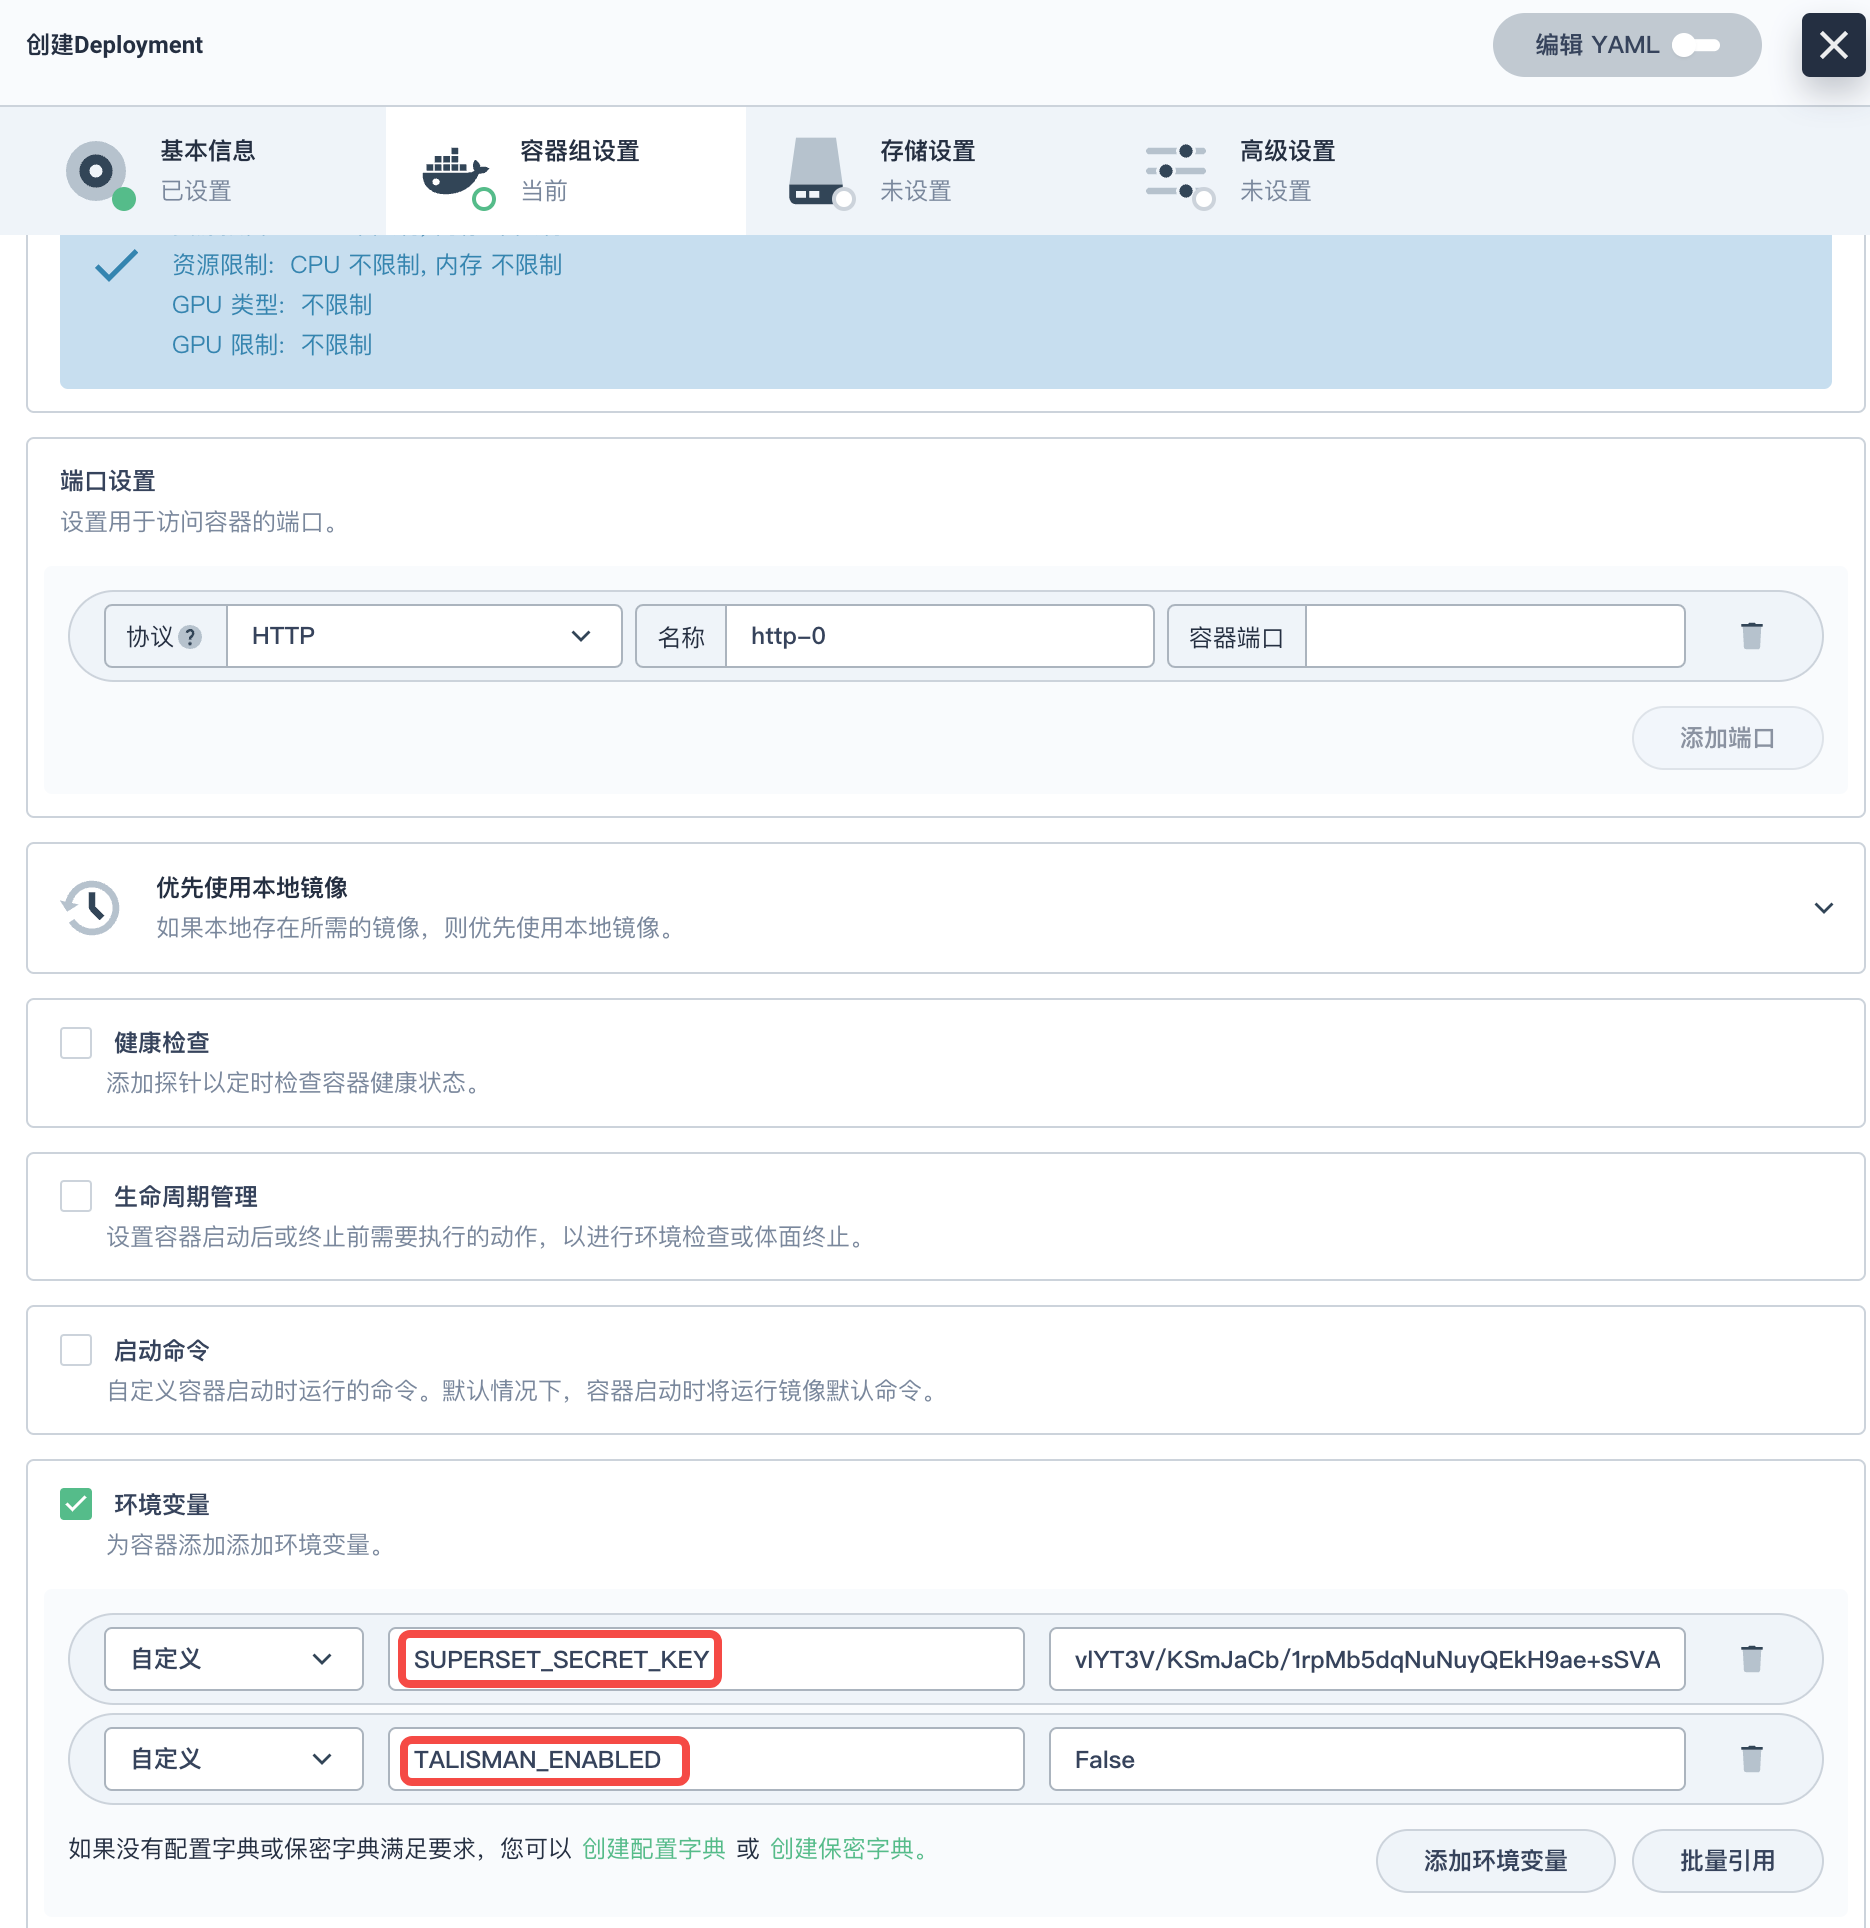 创建Deployment
编辑 YAML
基本信息
已设置
容器组设置
当前
存储设置
未设置
高级设置
未设置
资源限制: CPU 不限制, 内存 不限制
GPU 类型: 不限制
GPU 限制: 不限制
端口设置
设置用于访问容器的端口。
协议 ? HTTP 名称 http-0 容器端口
添加端口
优先使用本地镜像
如果本地存在所需的镜像，则优先使用本地镜像。
健康检查
添加探针以定时检查容器健康状态。
生命周期管理
设置容器启动后或终止前需要执行的动作，以进行环境检查或体面终止。
启动命令
自定义容器启动时运行的命令。默认情况下，容器启动时将运行镜像默认命令。
环境变量
为容器添加添加环境变量。
自定义 SUPERSET_SECRET_KEY vlYT3V/KSmJaCb/1rpMb5dqNuNuyQEkH9ae+sSVA
自定义 TALISMAN_ENABLED False
如果没有配置字典或保密字典满足要求，您可以 创建配置字典 或 创建保密字典。
添加环境变量 批量引用